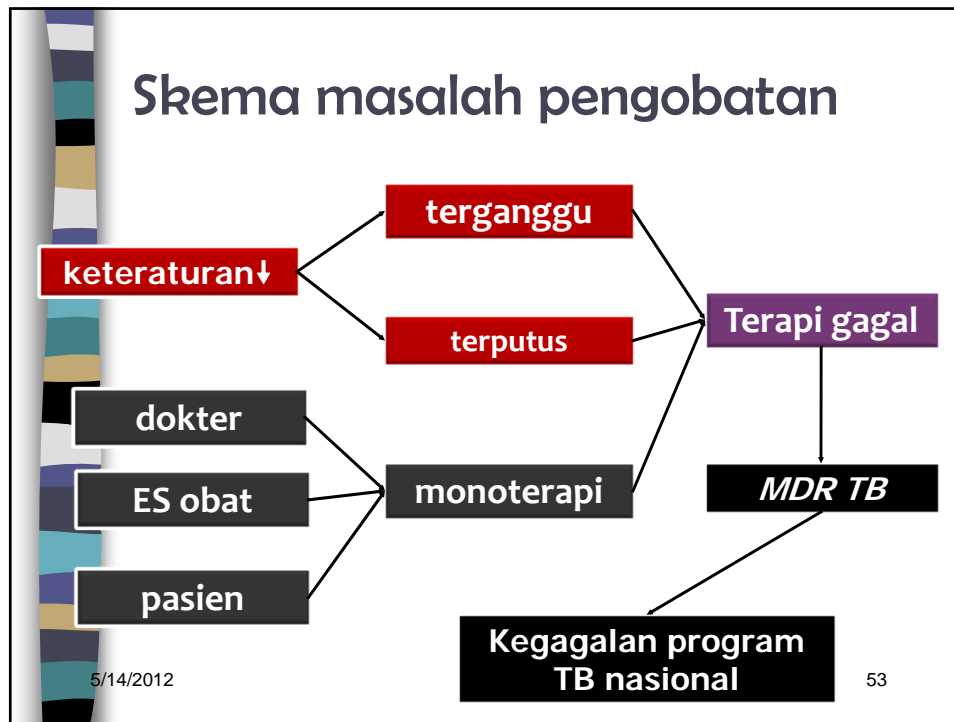 Skema masalah pengobatan
terganggu
keteraturan↓
terputus
Terapi gagal
dokter
ES obat
monoterapi
MDR TB
pasien
Kegagalan program
TB nasional
5/14/2012
53